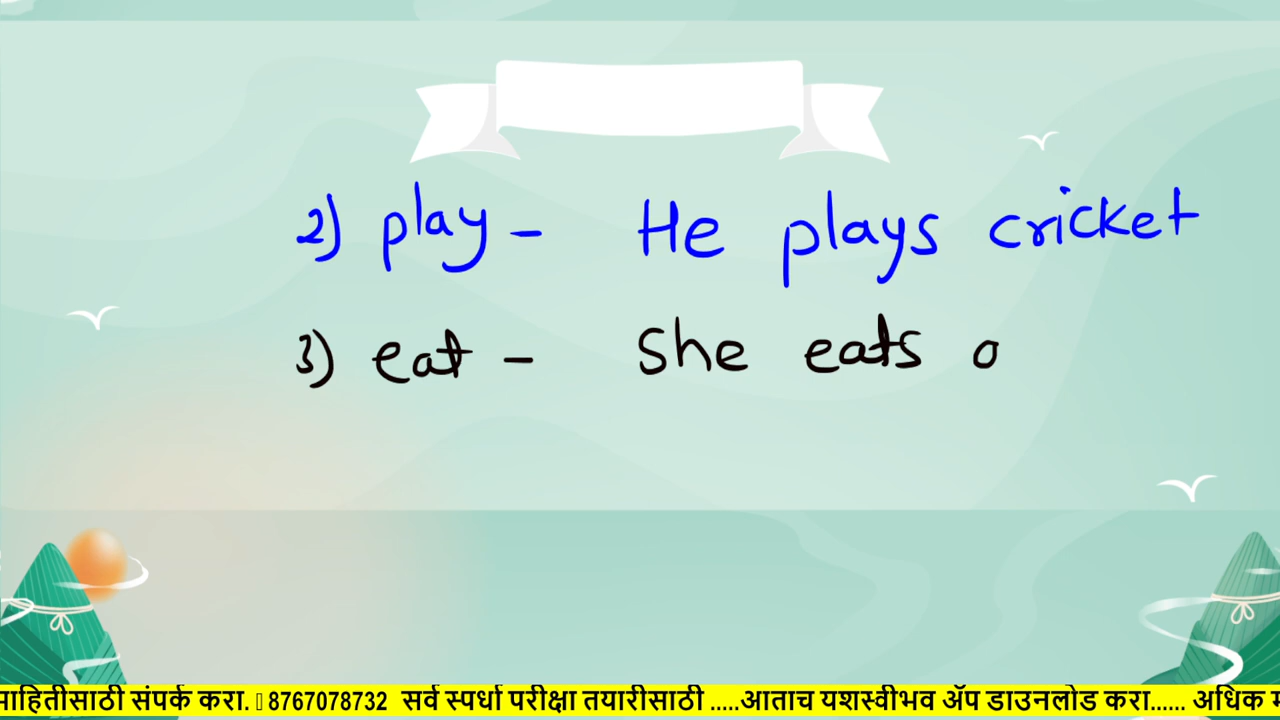 2) play - He plays cricket
3) eat - She eats
माहितीसाठी संपर्क करा. 8767078732 सर्व स्पर्धा परीक्षा तयारीसाठी .....आताच यशस्वीभव ॲप डाउनलोड करा...... अधिक